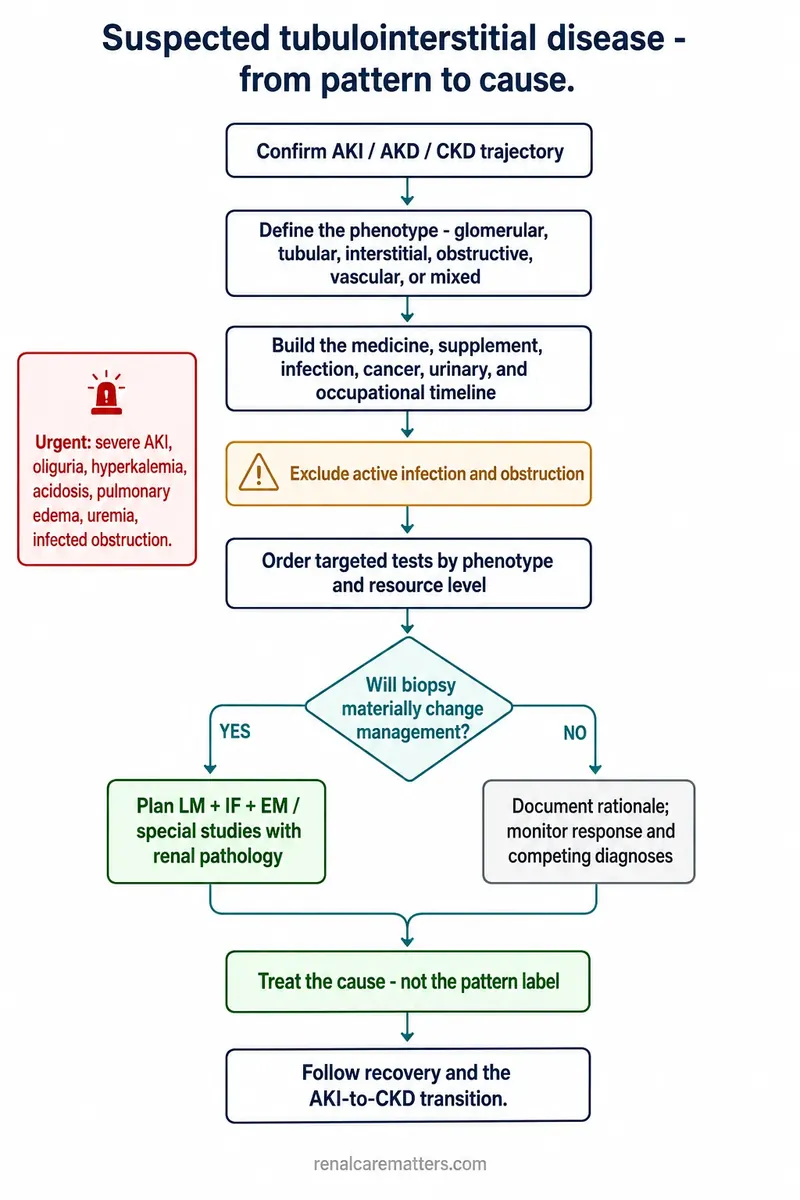 Suspected tubulointerstitial disease -
from pattern to cause.
Confirm AKI / AKD / CKD trajectory
Define the phenotype - glomerular,
tubular, interstitial, obstructive,
vascular, or mixed
Build the medicine, supplement,
infection, cancer, urinary, and
occupational timeline
Urgent: severe AKI,
oliguria, hyperkalemia,
acidosis, pulmonary
edema, uremia,
infected obstruction.
Exclude active infection and obstruction
Order targeted tests by phenotype
and resource level
Will biopsy
materially change
management?
YES
NO
Plan LM + IF + EM /
special studies with
renal pathology
Document rationale;
monitor response and
competing diagnoses
Treat the cause - not the pattern label
Follow recovery and the
AKI-to-CKD transition.
renalcarematters.com